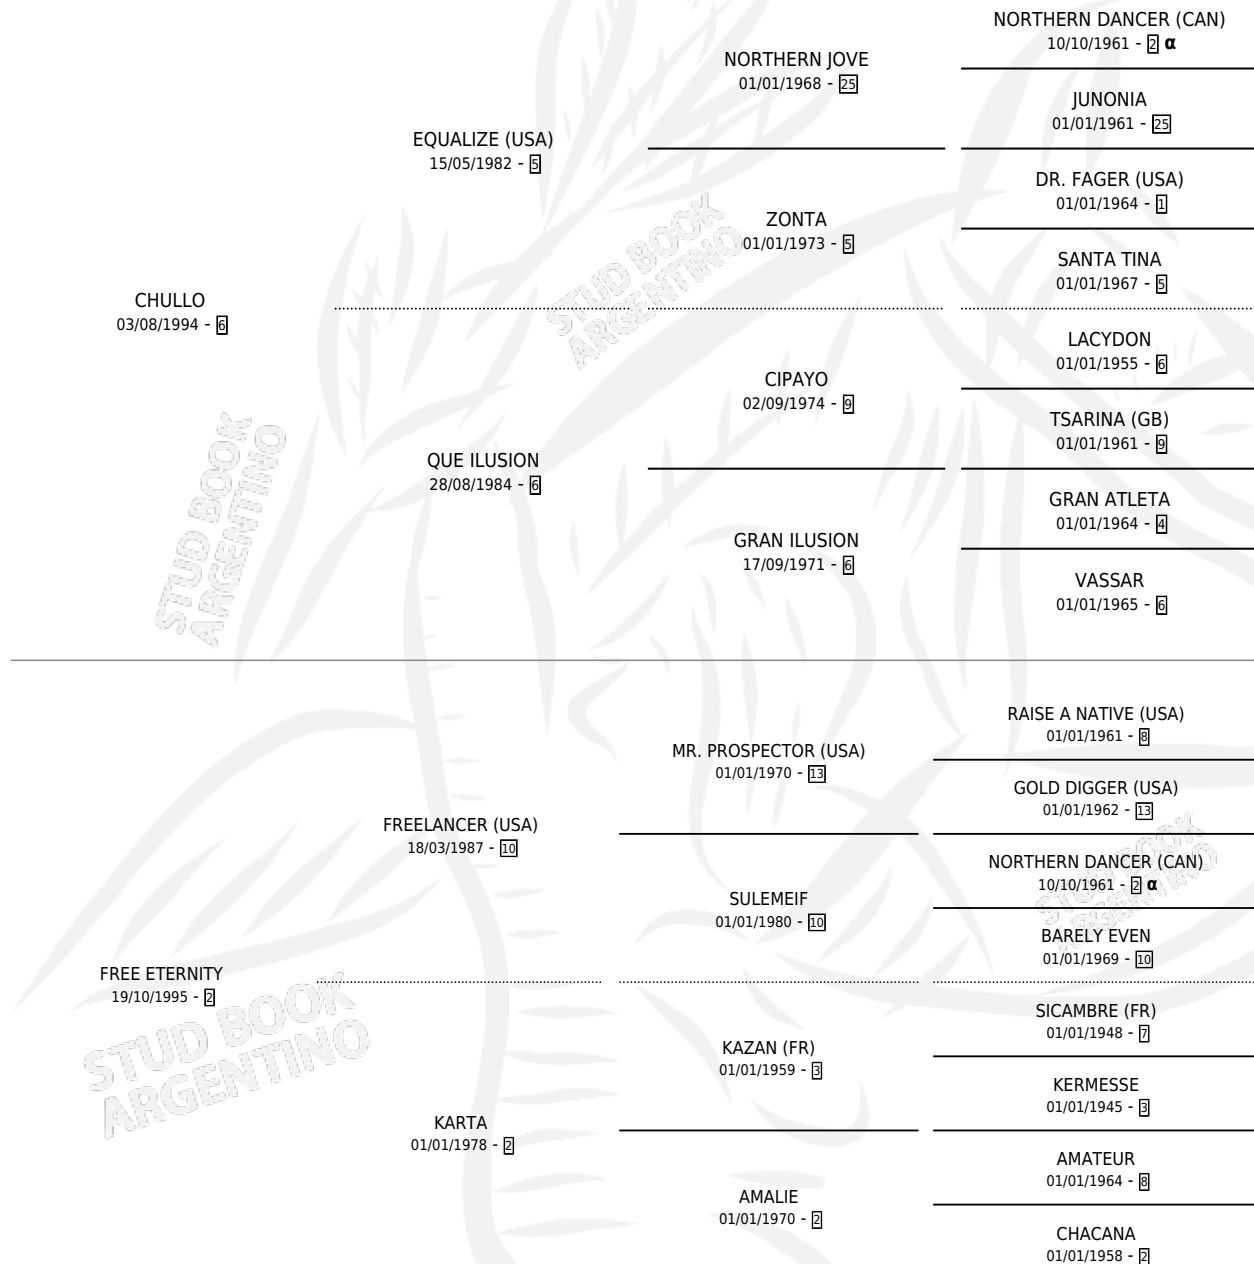 NORTHERN DANCER (CAN)
10/10/1961 - 2 α
NORTHERN JOVE
01/01/1968 - 25
JUNONIA
01/01/1961 - 25
EQUALIZE (USA)
15/05/1982 - 5
DR. FAGER (USA)
01/01/1964 - 1
ZONTA
01/01/1973 - 5
SANTA TINA
01/01/1967 - 5
CHULLO
03/08/1994 - 6
LACYDON
01/01/1955 - 6
CIPAYO
02/09/1974 - 9
TSARINA (GB)
01/01/1961 - 9
QUE ILUSION
28/08/1984 - 6
GRAN ATLETA
01/01/1964 - 4
GRAN ILUSION
17/09/1971 - 6
VASSAR
01/01/1965 - 6
STUD BOOK
ARGENTINO
STUD BOOK
ARGENTINO
RAISE A NATIVE (USA)
01/01/1961 - 8
MR. PROSPECTOR (USA)
01/01/1970 - 13
GOLD DIGGER (USA)
01/01/1962 - 13
FREELANCER (USA)
18/03/1987 - 10
NORTHERN DANCER (CAN)
10/10/1961 - 2 α
SULEMEIF
01/01/1980 - 10
BARELY EVEN
01/01/1969 - 10
FREE ETERNITY
19/10/1995 - 2
SICAMBRE (FR)
01/01/1948 - 7
KAZAN (FR)
01/01/1959 - 3
KERMESSE
01/01/1945 - 3
KARTA
01/01/1978 - 2
AMATEUR
01/01/1964 - 8
AMALIE
01/01/1970 - 2
CHACANA
01/01/1958 - 2
STUD BOOK
ARGENTINO
STUD BOOK
ARGENTINO